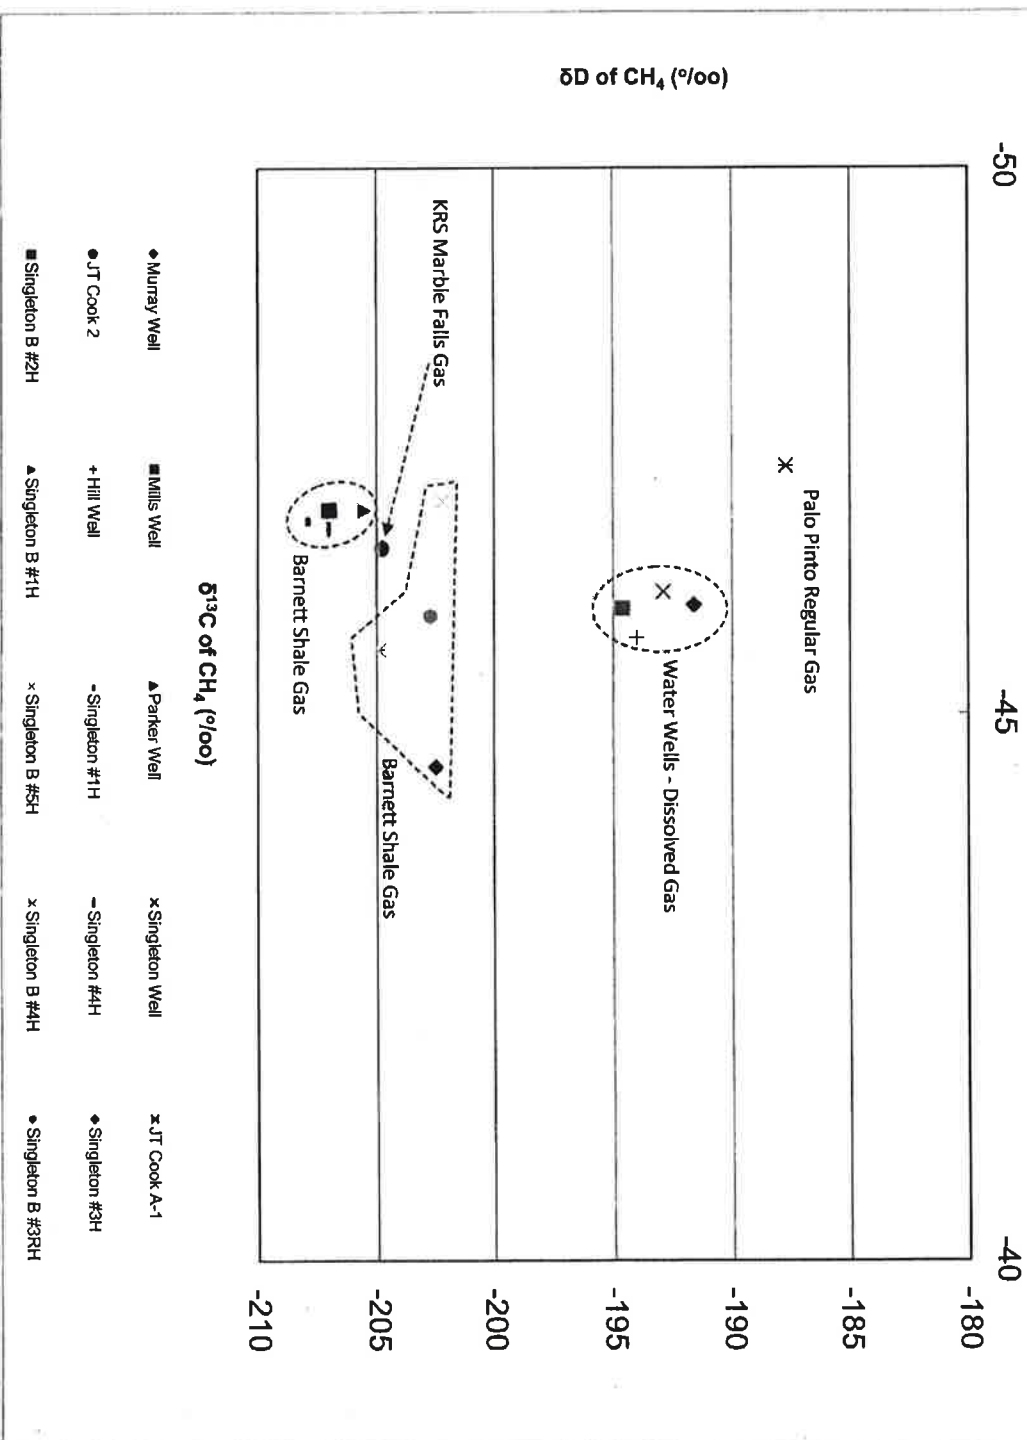 δD of CH₄ (°/oo)
-50
-45
-40
-180
-185
-190
-195
-200
-205
-210
Palo Pinto Regular Gas
Water Wells - Dissolved Gas
KRS Marble Falls Gas
Barnett Shale Gas
Barnett Shale Gas
δ¹³C of CH₄ (°/oo)
◆ Murray Well ■ Mills Well ▲ Parker Well × Singleton Well × JT Cook A-1
● JT Cook 2 + Hill Well - Singleton #1H - Singleton #4H ◆ Singleton #3H
■ Singleton B #2H ▲ Singleton B #1H × Singleton B #5H × Singleton B #4H ● Singleton B #3RH